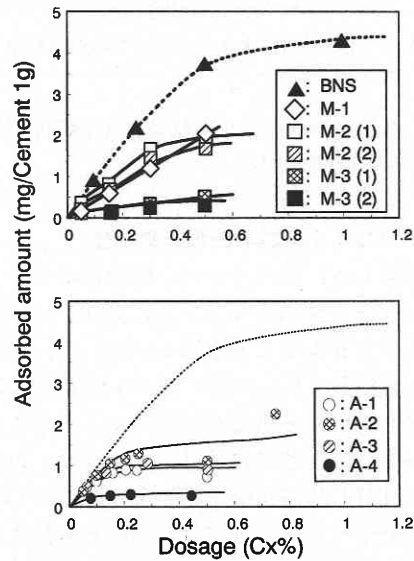 Adsorbed amount (mg/Cement 1g)
5
4
3
2
1
0
▲: BNS
◇: M-1
□: M-2 (1)
▨: M-2 (2)
▩: M-3 (1)
■: M-3 (2)
0 0.2 0.4 0.6 0.8 1 1.2
5
4
3
2
1
0
○: A-1
: A-2
: A-3
●: A-4
0 0.2 0.4 0.6 0.8 1 1.2
Dosage (Cx%)